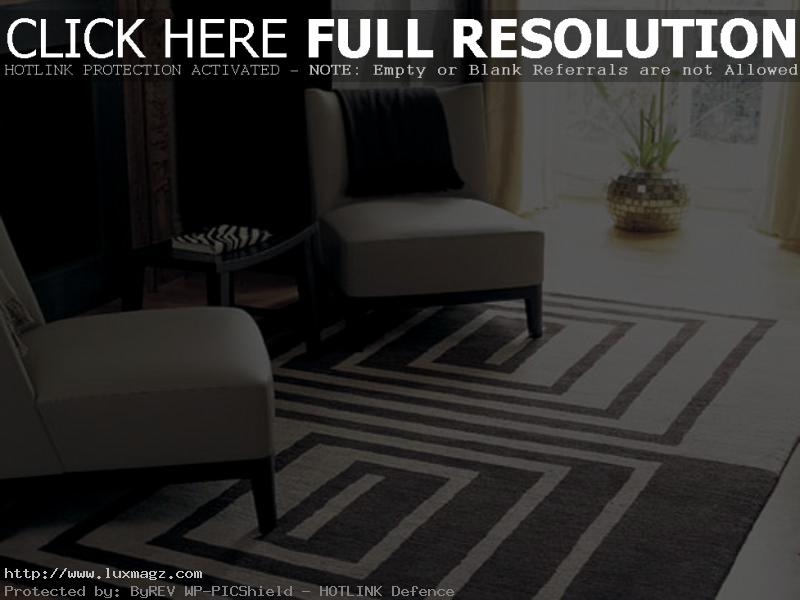 CLICK HERE FULL RESOLUTION
HOTLINK PROTECTION ACTIVATED - NOTE: Empty or Blank Referrals are not Allowed
http://www.luxmagz.com
Protected by: ByREV WP-PICShield - HOTLINK Defence